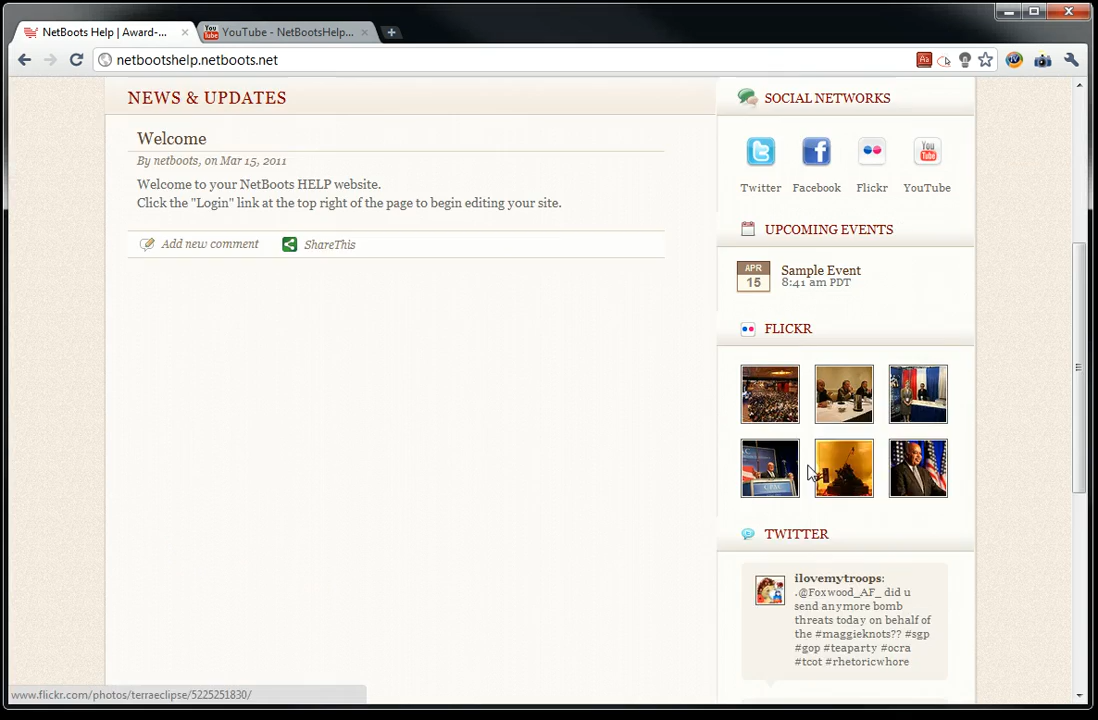 NetBoots Help | Award-...
YouTube - NetBootsHelp...
netbootshelp.netboots.net
NEWS & UPDATES
Welcome
By netboots, on Mar 15, 2011
Welcome to your NetBoots HELP website.
Click the "Login" link at the top right of the page to begin editing your site.
Add new comment
ShareThis
SOCIAL NETWORKS
Twitter
Facebook
Flickr
YouTube
UPCOMING EVENTS
APR
15
Sample Event
8:41 am PDT
FLICKR
TWITTER
ilovemytroops:
.@Foxwood_AF_ did u
send anymore bomb
threats today on behalf of
the #maggieknots?? #sgp
#gop #teaparty #ocra
#tcot #rhetoricwhore
www.flickr.com/photos/terraeclipse/5225251830/